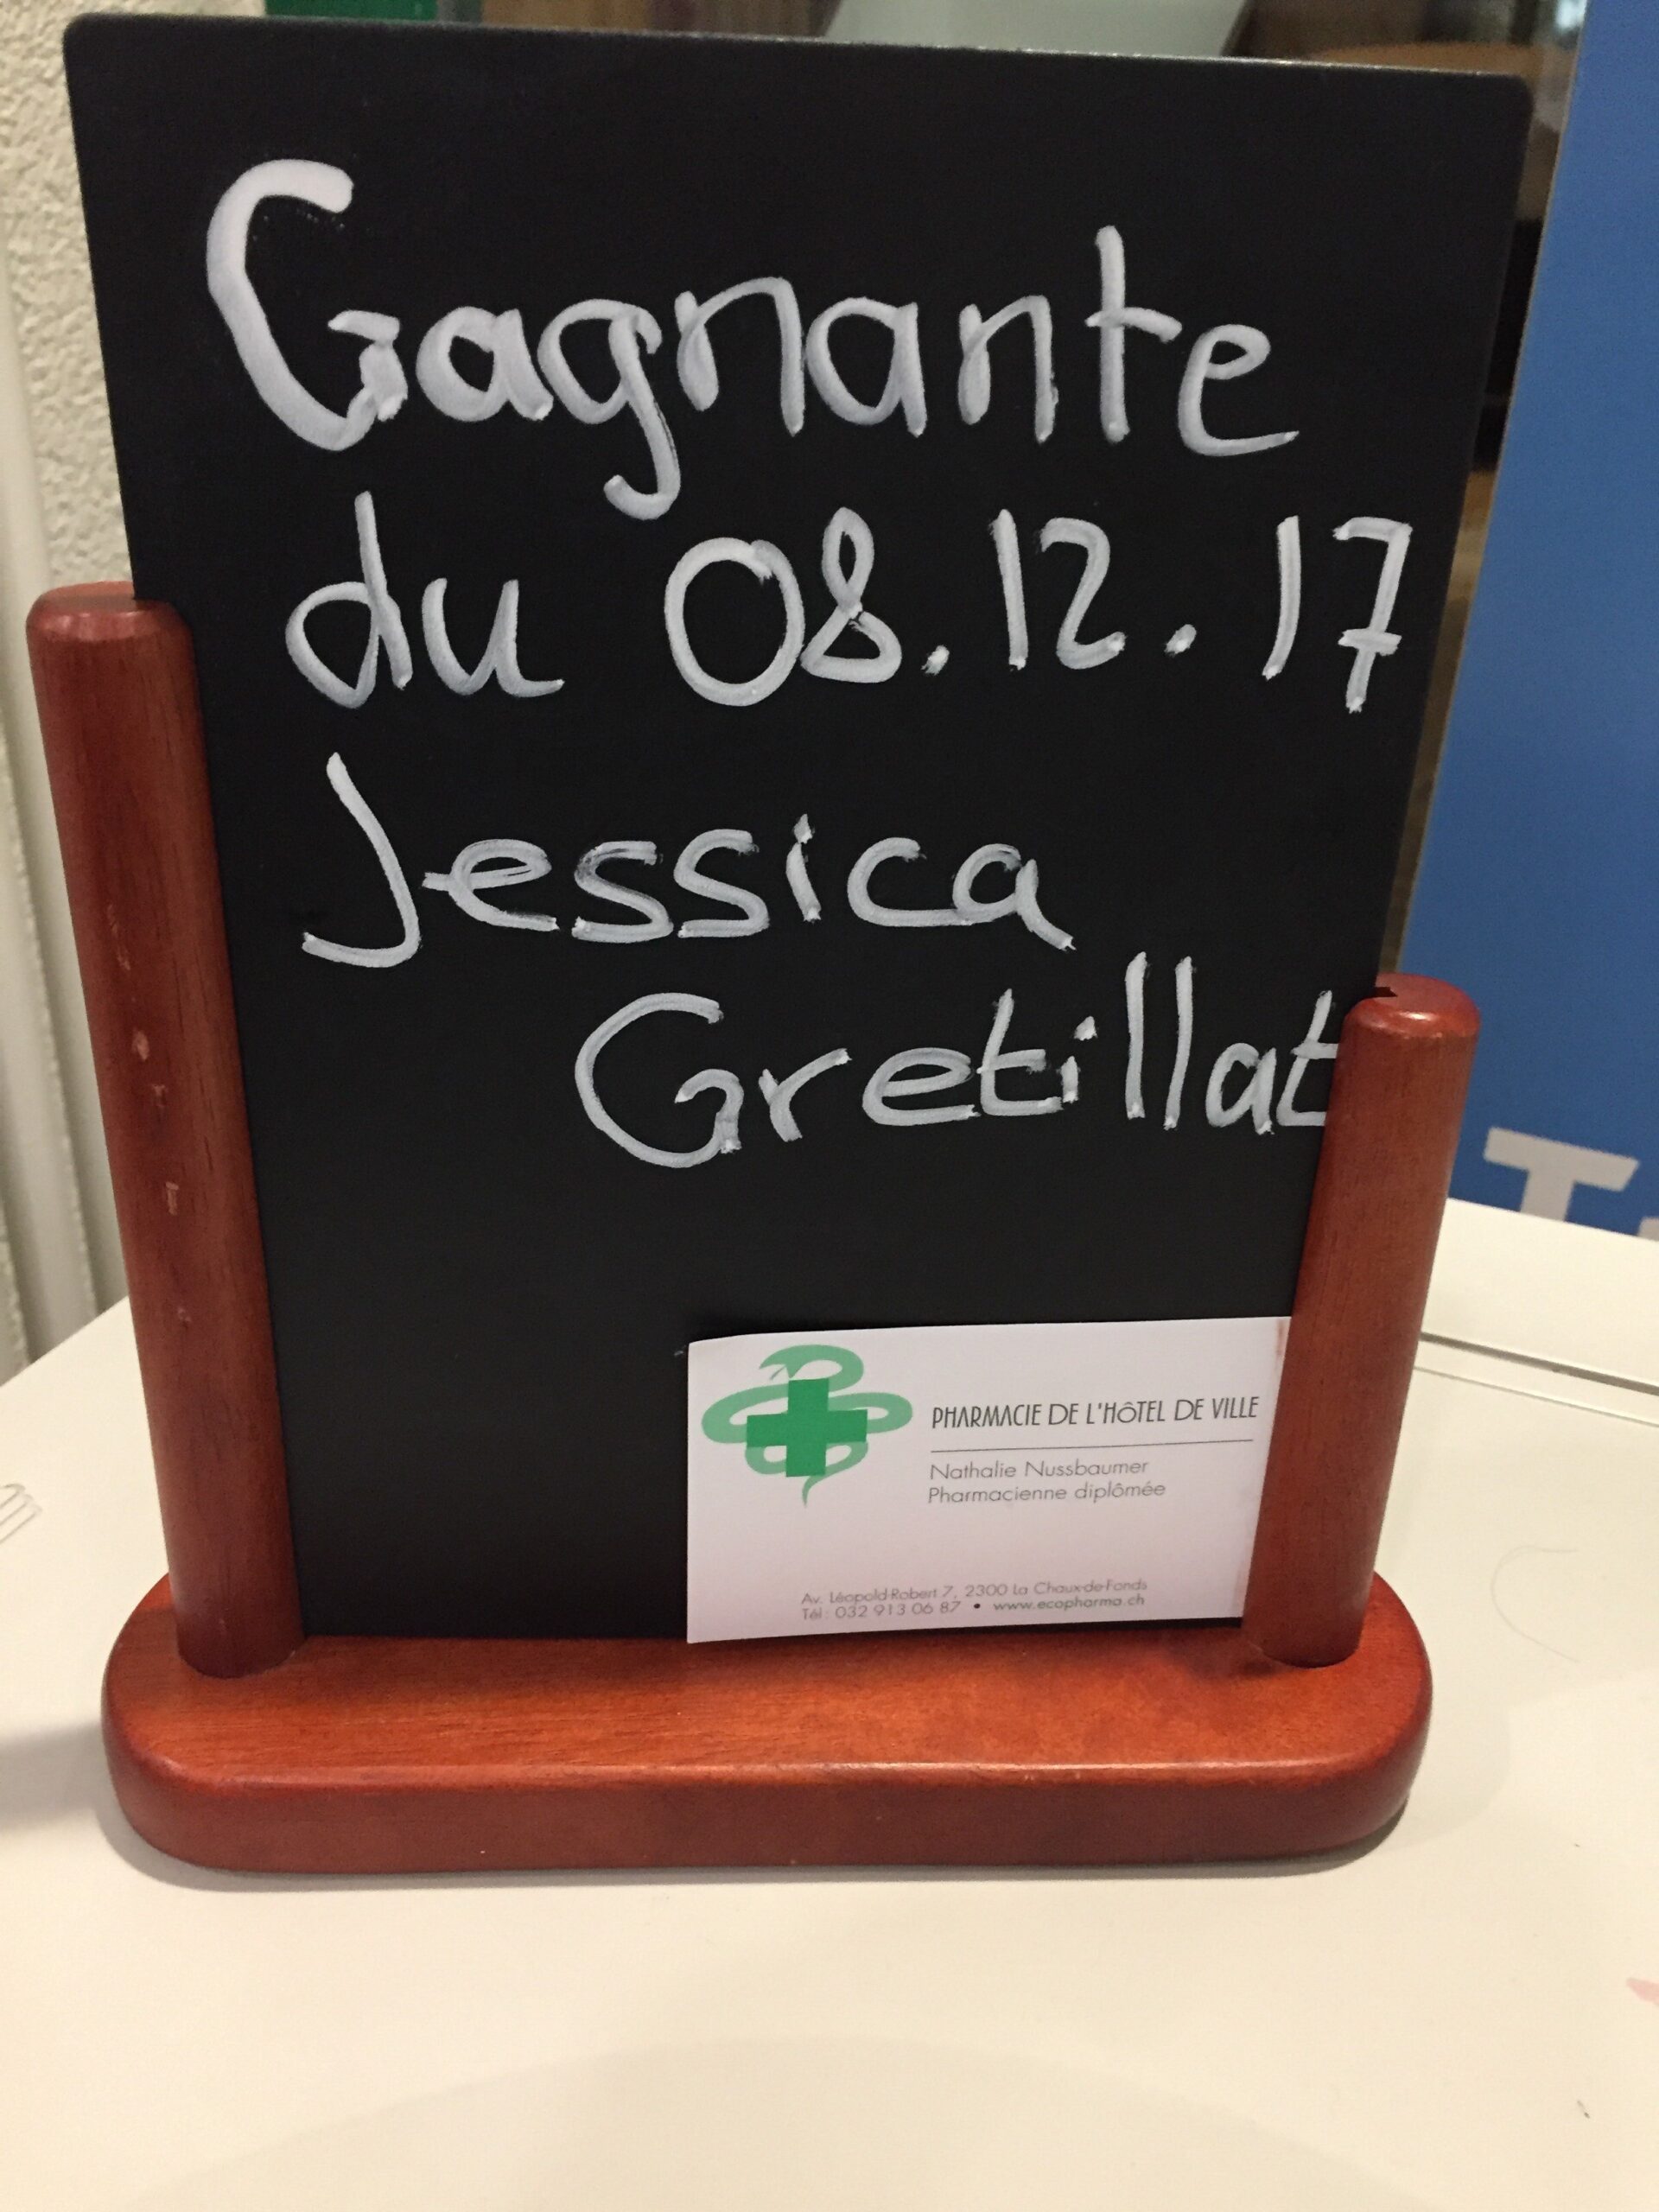 Gagnante
du 08.12.17
Jessica
Gretillat
PHARMACIE DE L'HÔTEL DE VILLE
Nathalie Nussbaumer
Pharmacienne diplômée
Av. Léopold-Robert 7, 2300 La Chaux-de-Fonds
Tél: 032 913 06 87 • www.ecopharma.ch